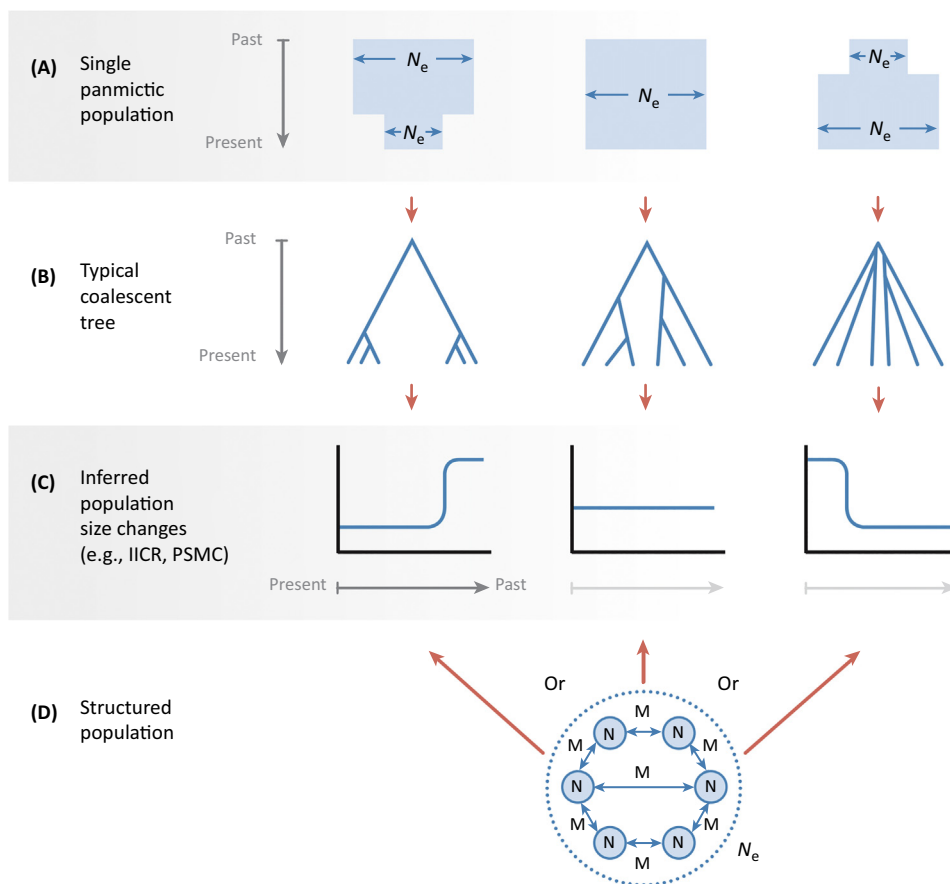 (A) Single
panmictic
population
Past
Present
Ne
Ne
Ne
Ne
Ne
(B) Typical
coalescent
tree
Past
Present
(C) Inferred
population
size changes
(e.g., IICR, PSMC)
Present
Past
(D) Structured
population
Or
Or
M
N
N
M
M
N
M
N
M
M
N
N
M
Ne